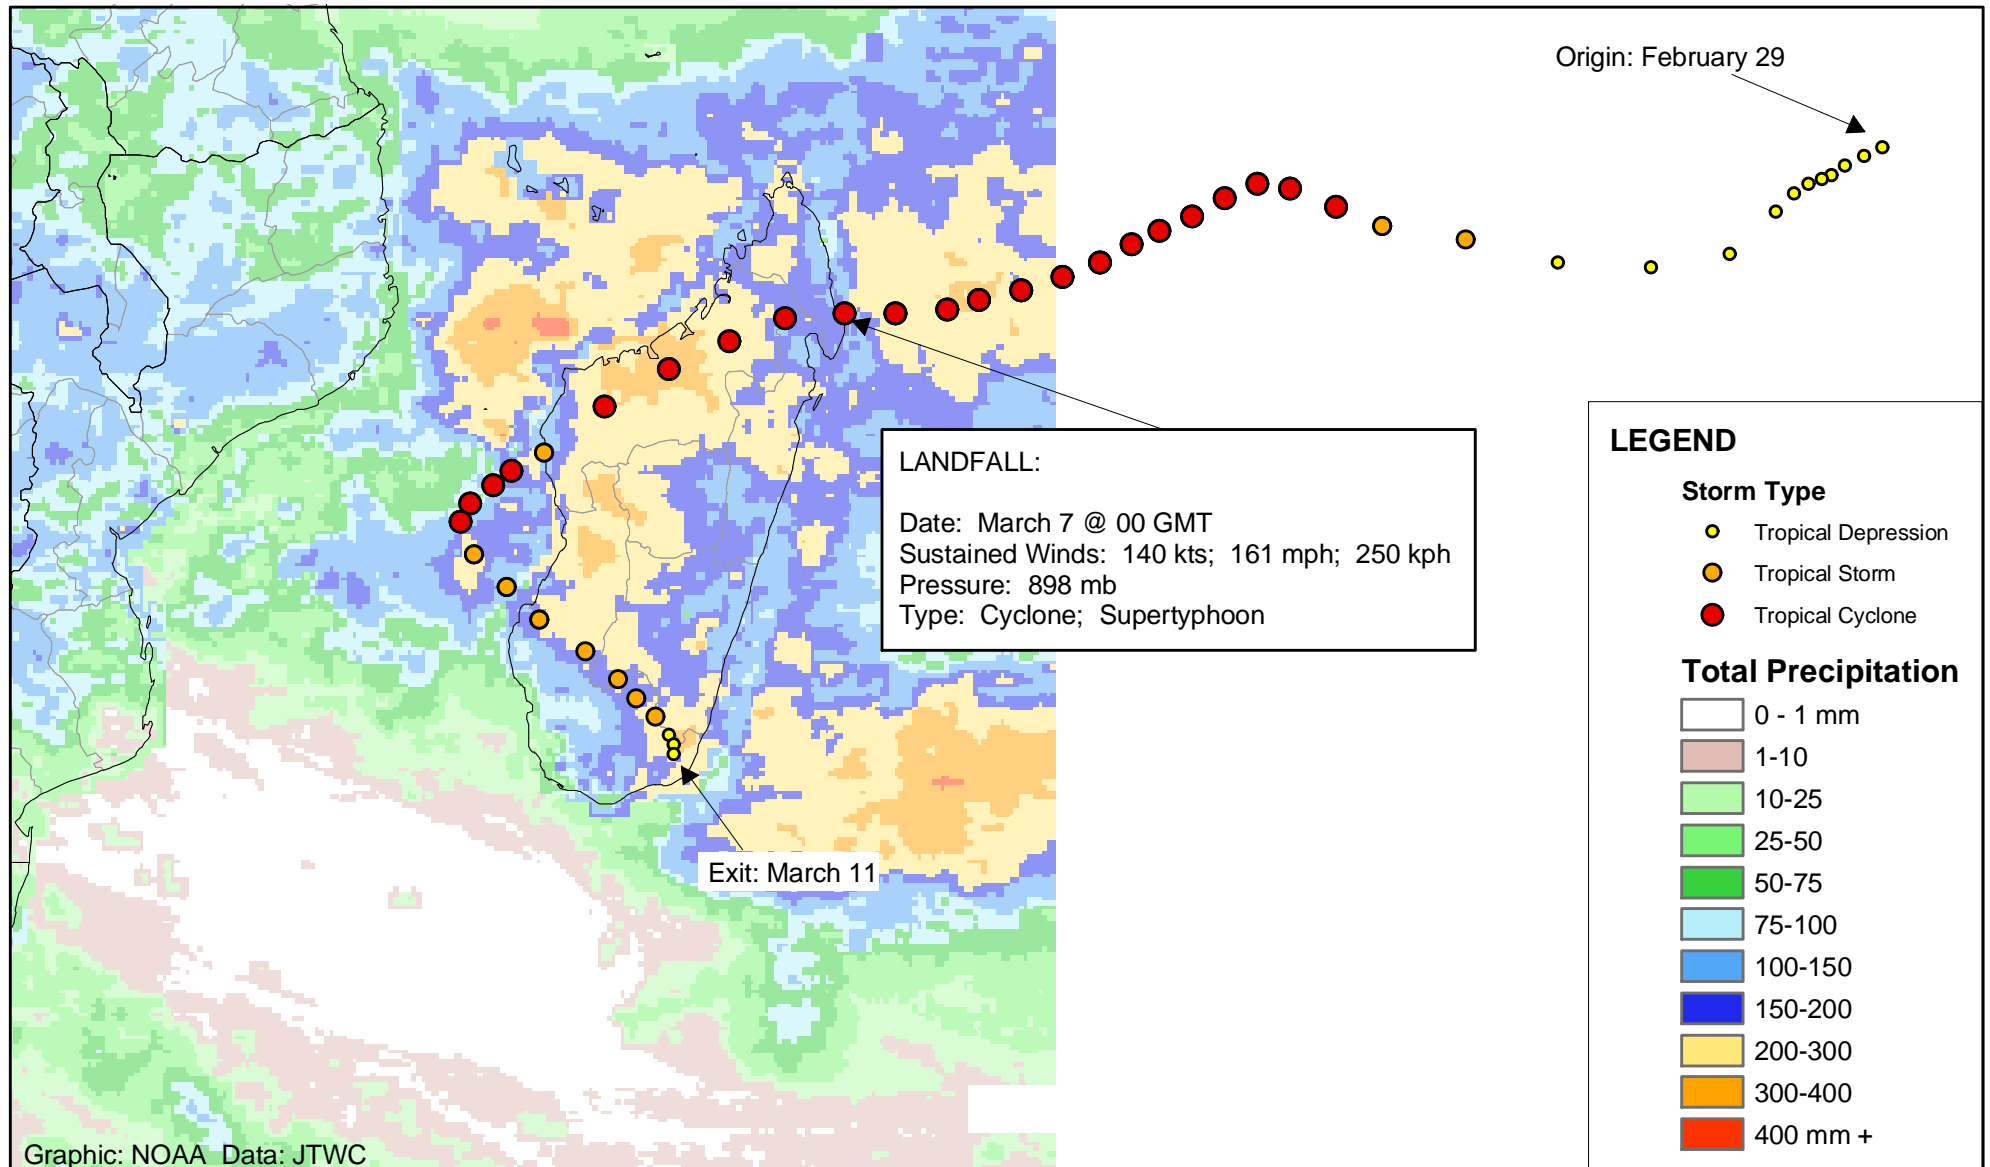 Origin: February 29
LANDFALL:
Date: March 7 @ 00 GMT
Sustained Winds: 140 kts; 161 mph; 250 kph
Pressure: 898 mb
Type: Cyclone; Supertyphoon
Exit: March 11
LEGEND
Storm Type
Tropical Depression
Tropical Storm
Tropical Cyclone
Total Precipitation
0 - 1 mm
1-10
10-25
25-50
50-75
75-100
100-150
150-200
200-300
300-400
400 mm +
Graphic: NOAA Data: JTWC